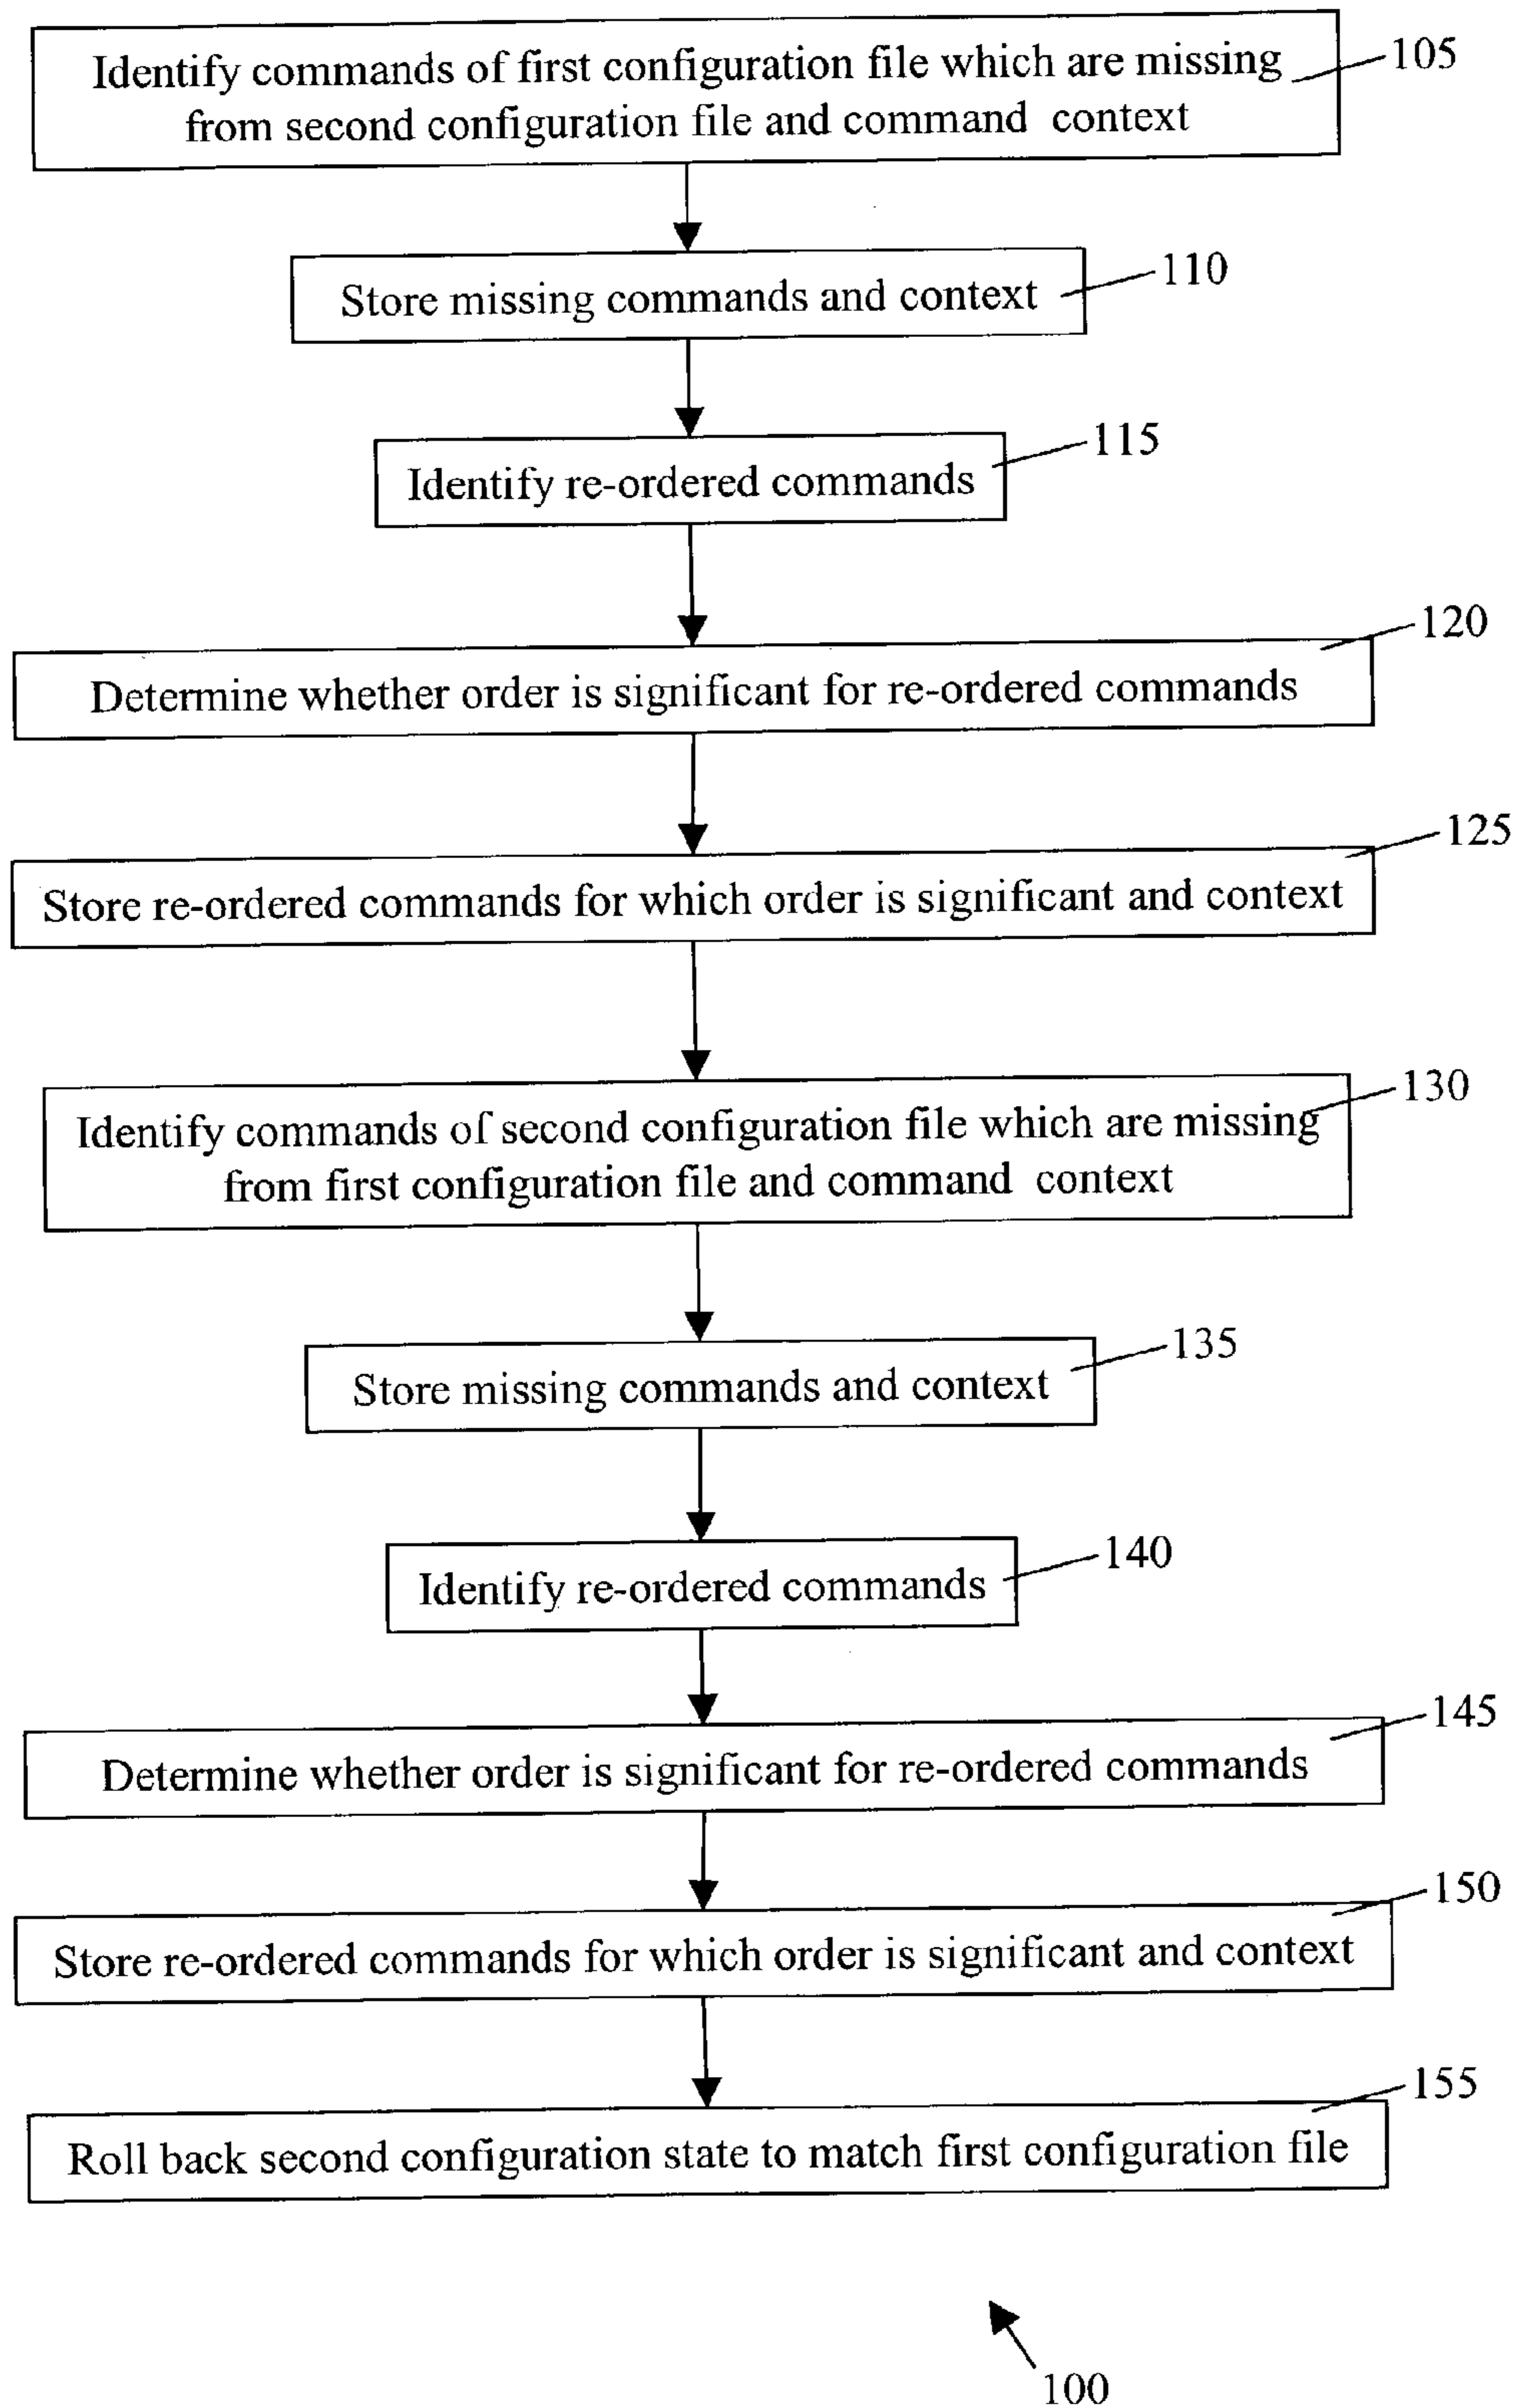 Identify commands of first configuration file which are missing
from second configuration file and command context
105
Store missing commands and context
110
Identify re-ordered commands
115
Determine whether order is significant for re-ordered commands
120
Store re-ordered commands for which order is significant and context
125
Identify commands of second configuration file which are missing
from first configuration file and command context
130
Store missing commands and context
135
Identify re-ordered commands
140
Determine whether order is significant for re-ordered commands
145
Store re-ordered commands for which order is significant and context
150
Roll back second configuration state to match first configuration file
155
100